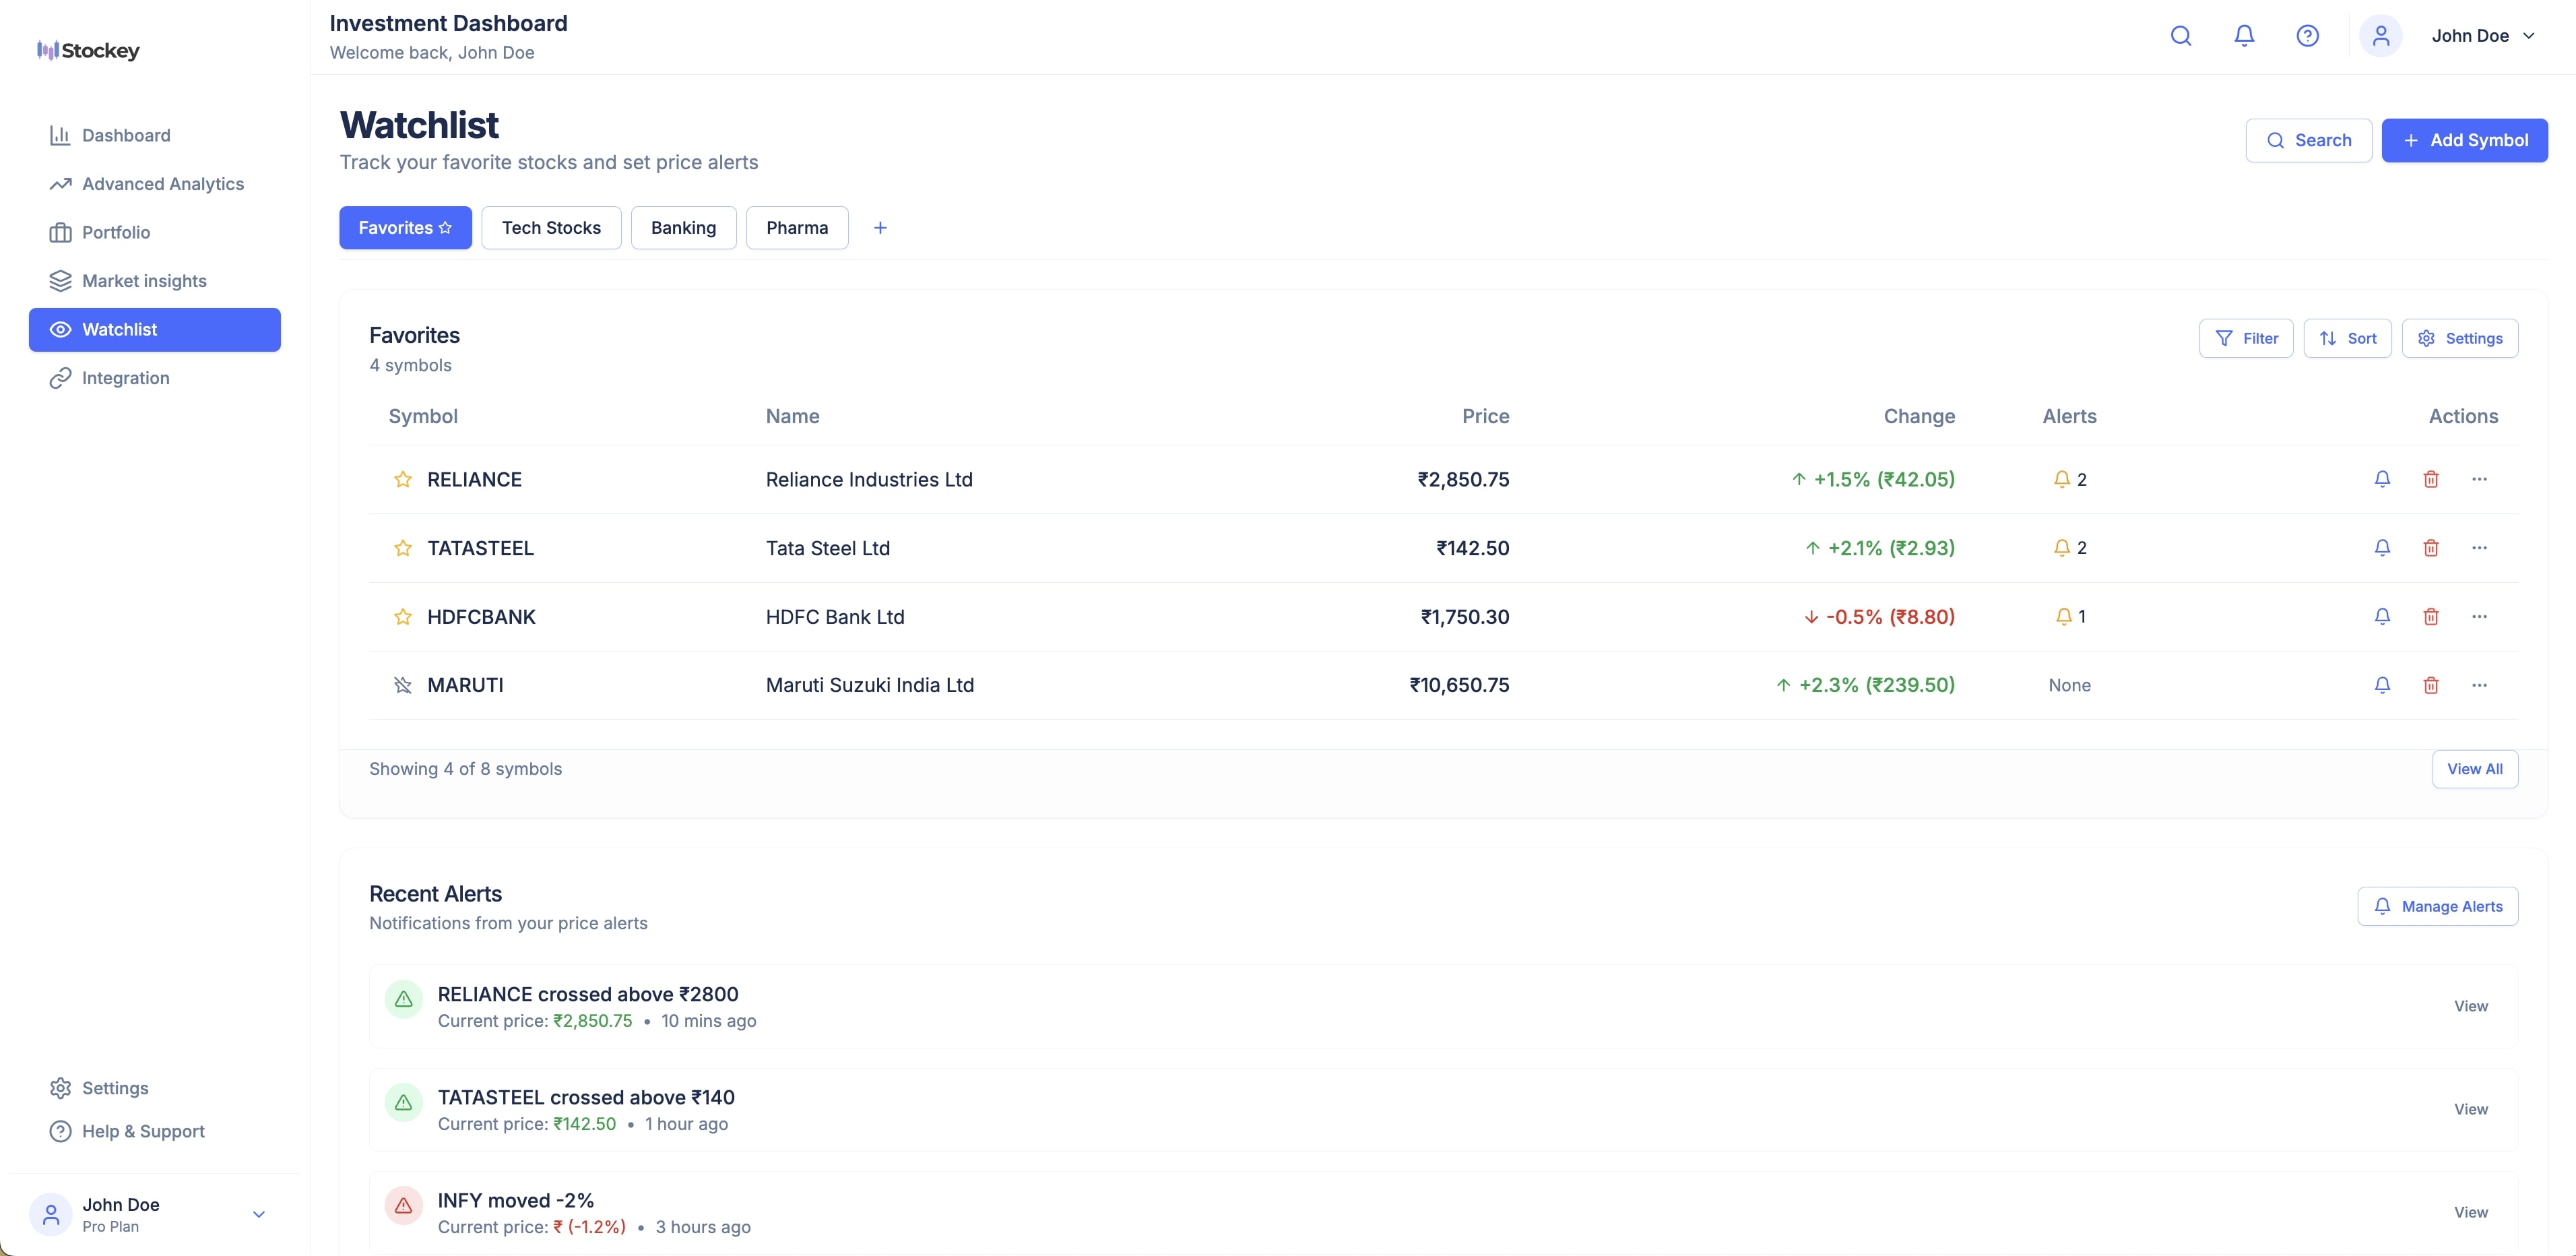 Stockey
Dashboard
Advanced Analytics
Portfolio
Market insights
Watchlist
Integration
Settings
Help & Support
John Doe
Pro Plan
Investment Dashboard
Welcome back, John Doe
John Doe
Watchlist
Track your favorite stocks and set price alerts
Search
+ Add Symbol
Favorites
Tech Stocks
Banking
Pharma
+
Favorites
4 symbols
Filter
Sort
Settings
Symbol Name Price Change Alerts Actions
RELIANCE Reliance Industries Ltd ₹2,850.75 ↑ +1.5% (₹42.05) 2 ...
TATASTEEL Tata Steel Ltd ₹142.50 ↑ +2.1% (₹2.93) 2 ...
HDFCBANK HDFC Bank Ltd ₹1,750.30 ↓ -0.5% (₹8.80) 1 ...
MARUTI Maruti Suzuki India Ltd ₹10,650.75 ↑ +2.3% (₹239.50) None ...
Showing 4 of 8 symbols
View All
Recent Alerts
Notifications from your price alerts
Manage Alerts
RELIANCE crossed above ₹2800
Current price: ₹2,850.75 • 10 mins ago
View
TATASTEEL crossed above ₹140
Current price: ₹142.50 • 1 hour ago
View
INFY moved -2%
Current price: ₹ (-1.2%) • 3 hours ago
View